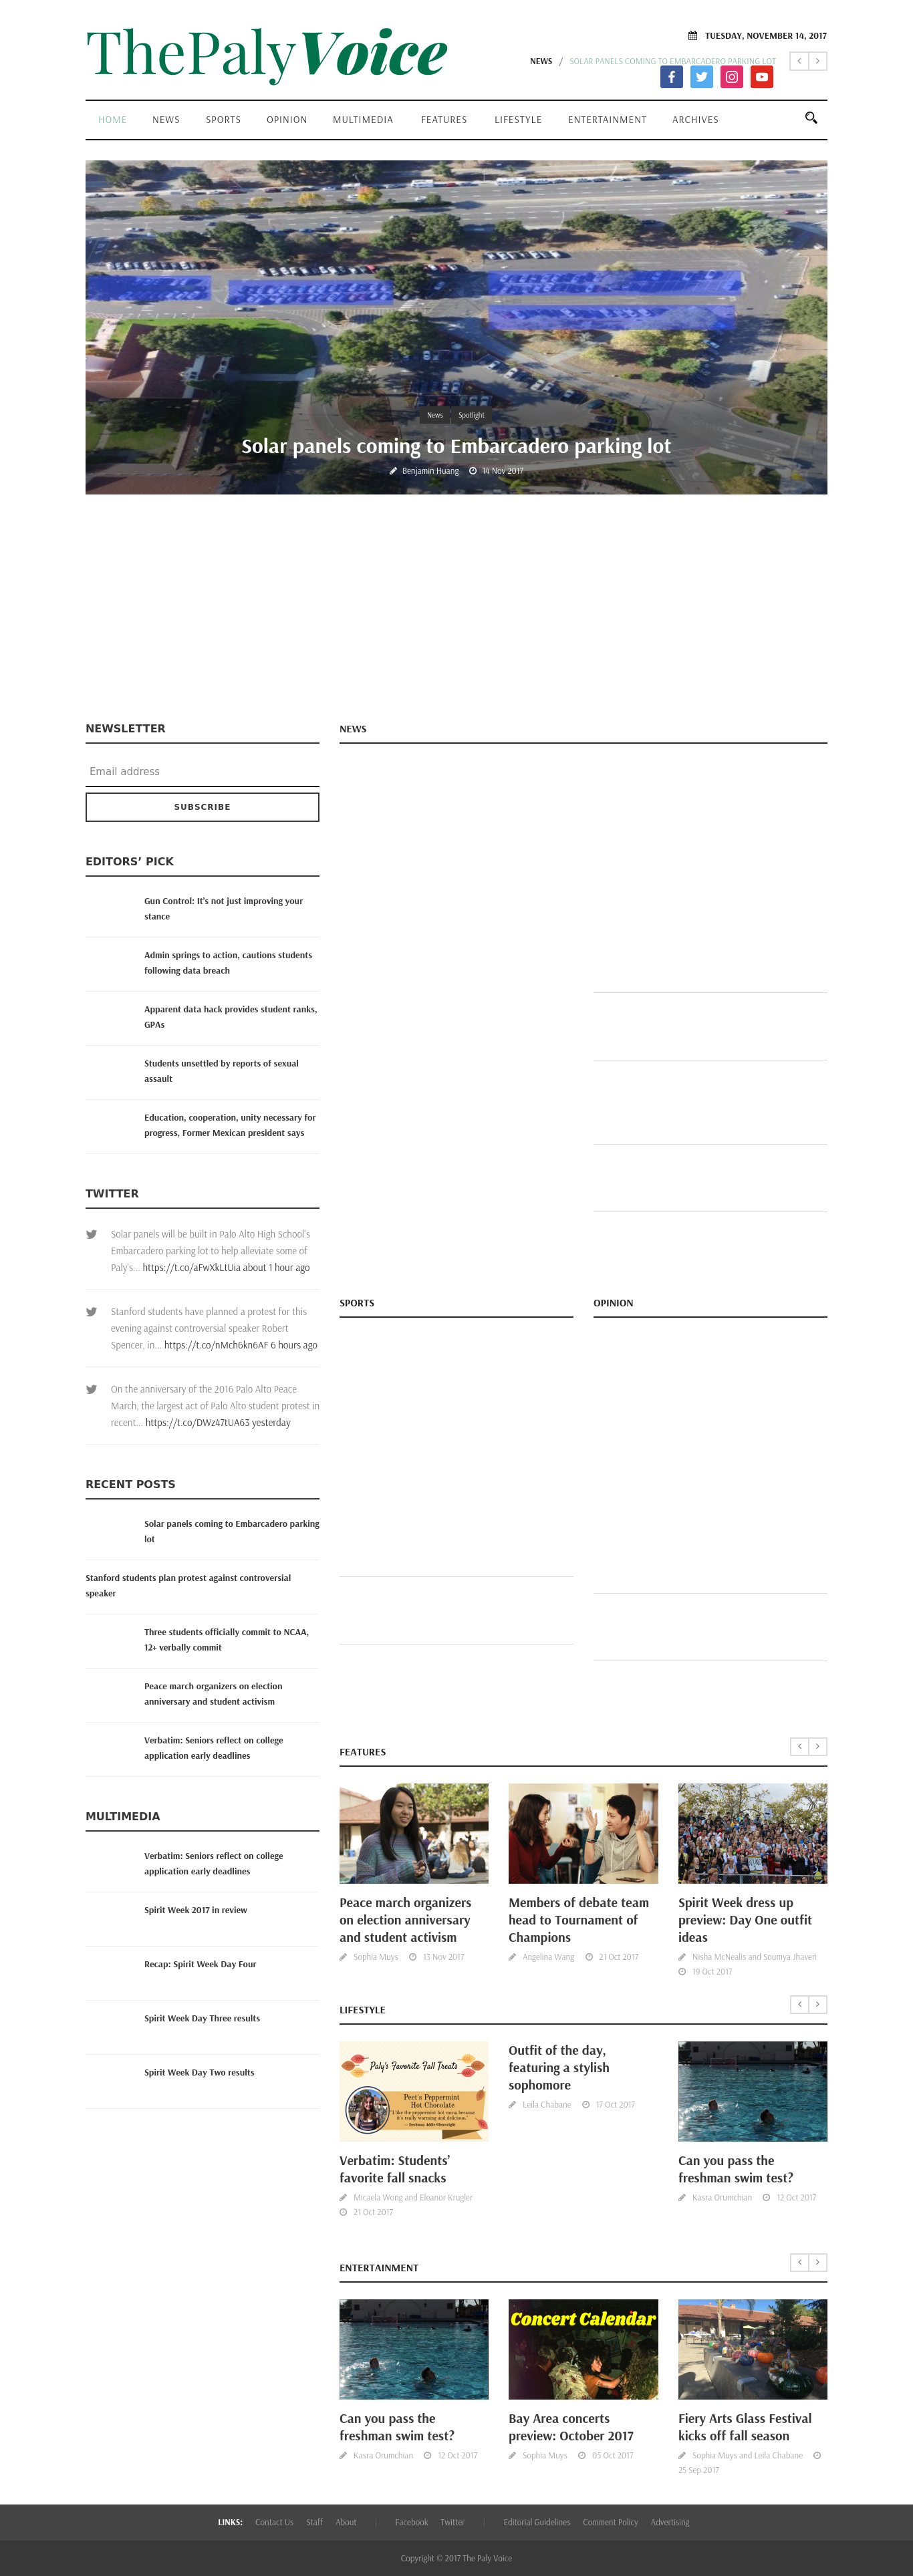 ThePalyVoice
TUESDAY, NOVEMBER 14, 2017
NEWS / SOLAR PANELS COMING TO EMBARCADERO PARKING LOT
HOME NEWS SPORTS OPINION MULTIMEDIA FEATURES LIFESTYLE ENTERTAINMENT ARCHIVES
News Spotlight
Solar panels coming to Embarcadero parking lot
Benjamin Huang 14 Nov 2017
NEWSLETTER
Email address
SUBSCRIBE
EDITORS’ PICK
Gun Control: It's not just improving your
stance
Admin springs to action, cautions students
following data breach
Apparent data hack provides student ranks,
GPAs
Students unsettled by reports of sexual
assault
Education, cooperation, unity necessary for
progress, Former Mexican president says
TWITTER
Solar panels will be built in Palo Alto High School's
Embarcadero parking lot to help alleviate some of
Paly's... https://t.co/aFwXkLtUia about 1 hour ago
Stanford students have planned a protest for this
evening against controversial speaker Robert
Spencer, in... https://t.co/nMch6kn6AF 6 hours ago
On the anniversary of the 2016 Palo Alto Peace
March, the largest act of Palo Alto student protest in
recent... https://t.co/DWz47tUA63 yesterday
RECENT POSTS
Solar panels coming to Embarcadero parking
lot
Stanford students plan protest against controversial
speaker
Three students officially commit to NCAA,
12+ verbally commit
Peace march organizers on election
anniversary and student activism
Verbatim: Seniors reflect on college
application early deadlines
MULTIMEDIA
Verbatim: Seniors reflect on college
application early deadlines
Spirit Week 2017 in review
Recap: Spirit Week Day Four
Spirit Week Day Three results
Spirit Week Day Two results
NEWS
SPORTS
OPINION
FEATURES
Peace march organizers
on election anniversary
and student activism
Sophia Muys 13 Nov 2017
Members of debate team
head to Tournament of
Champions
Angelina Wang 21 Oct 2017
Spirit Week dress up
preview: Day One outfit
ideas
Nisha McNealis and Soumya Jhaveri
19 Oct 2017
LIFESTYLE
Paly's Favorite Fall Treats
Peet's Peppermint
Hot Chocolate
Verbatim: Students’
favorite fall snacks
Micaela Wong and Eleanor Krugler
21 Oct 2017
Outfit of the day,
featuring a stylish
sophomore
Leila Chabane 17 Oct 2017
Can you pass the
freshman swim test?
Kasra Orumchian 12 Oct 2017
ENTERTAINMENT
Can you pass the
freshman swim test?
Kasra Orumchian 12 Oct 2017
Concert Calendar
Bay Area concerts
preview: October 2017
Sophia Muys 05 Oct 2017
Fiery Arts Glass Festival
kicks off fall season
Sophia Muys and Leila Chabane
25 Sep 2017
LINKS: Contact Us Staff About | Facebook Twitter | Editorial Guidelines Comment Policy Advertising
Copyright © 2017 The Paly Voice